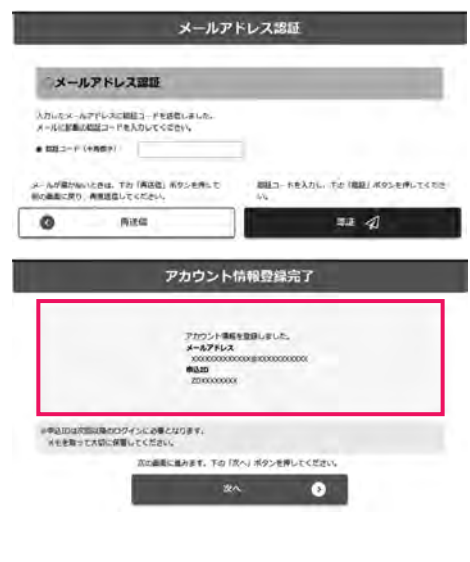 メールアドレス認証
メールアドレス認証
入力したメールアドレスに認証コードを送信しました。
メールに記載の認証コードを入力してください。
● 認証コード(半角数字)
メールが届かないときは、下の「再送信」ボタンを押して
前の画面に戻り、再度送信してください。
認証コードを入力し、下の「認証」ボタンを押してくださ
い。
再送信
認証
アカウント情報登録完了
アカウント情報を登録しました。
メールアドレス
XXXXXXXXXXXXX@XXXXXXXXXXXX
申込ID
ZDXXXXXXXX
※申込IDは次回以降のログインに必要となります。
メモを取って大切に保管してください。
次の画面に進みます。下の「次へ」ボタンを押してください。
次へ